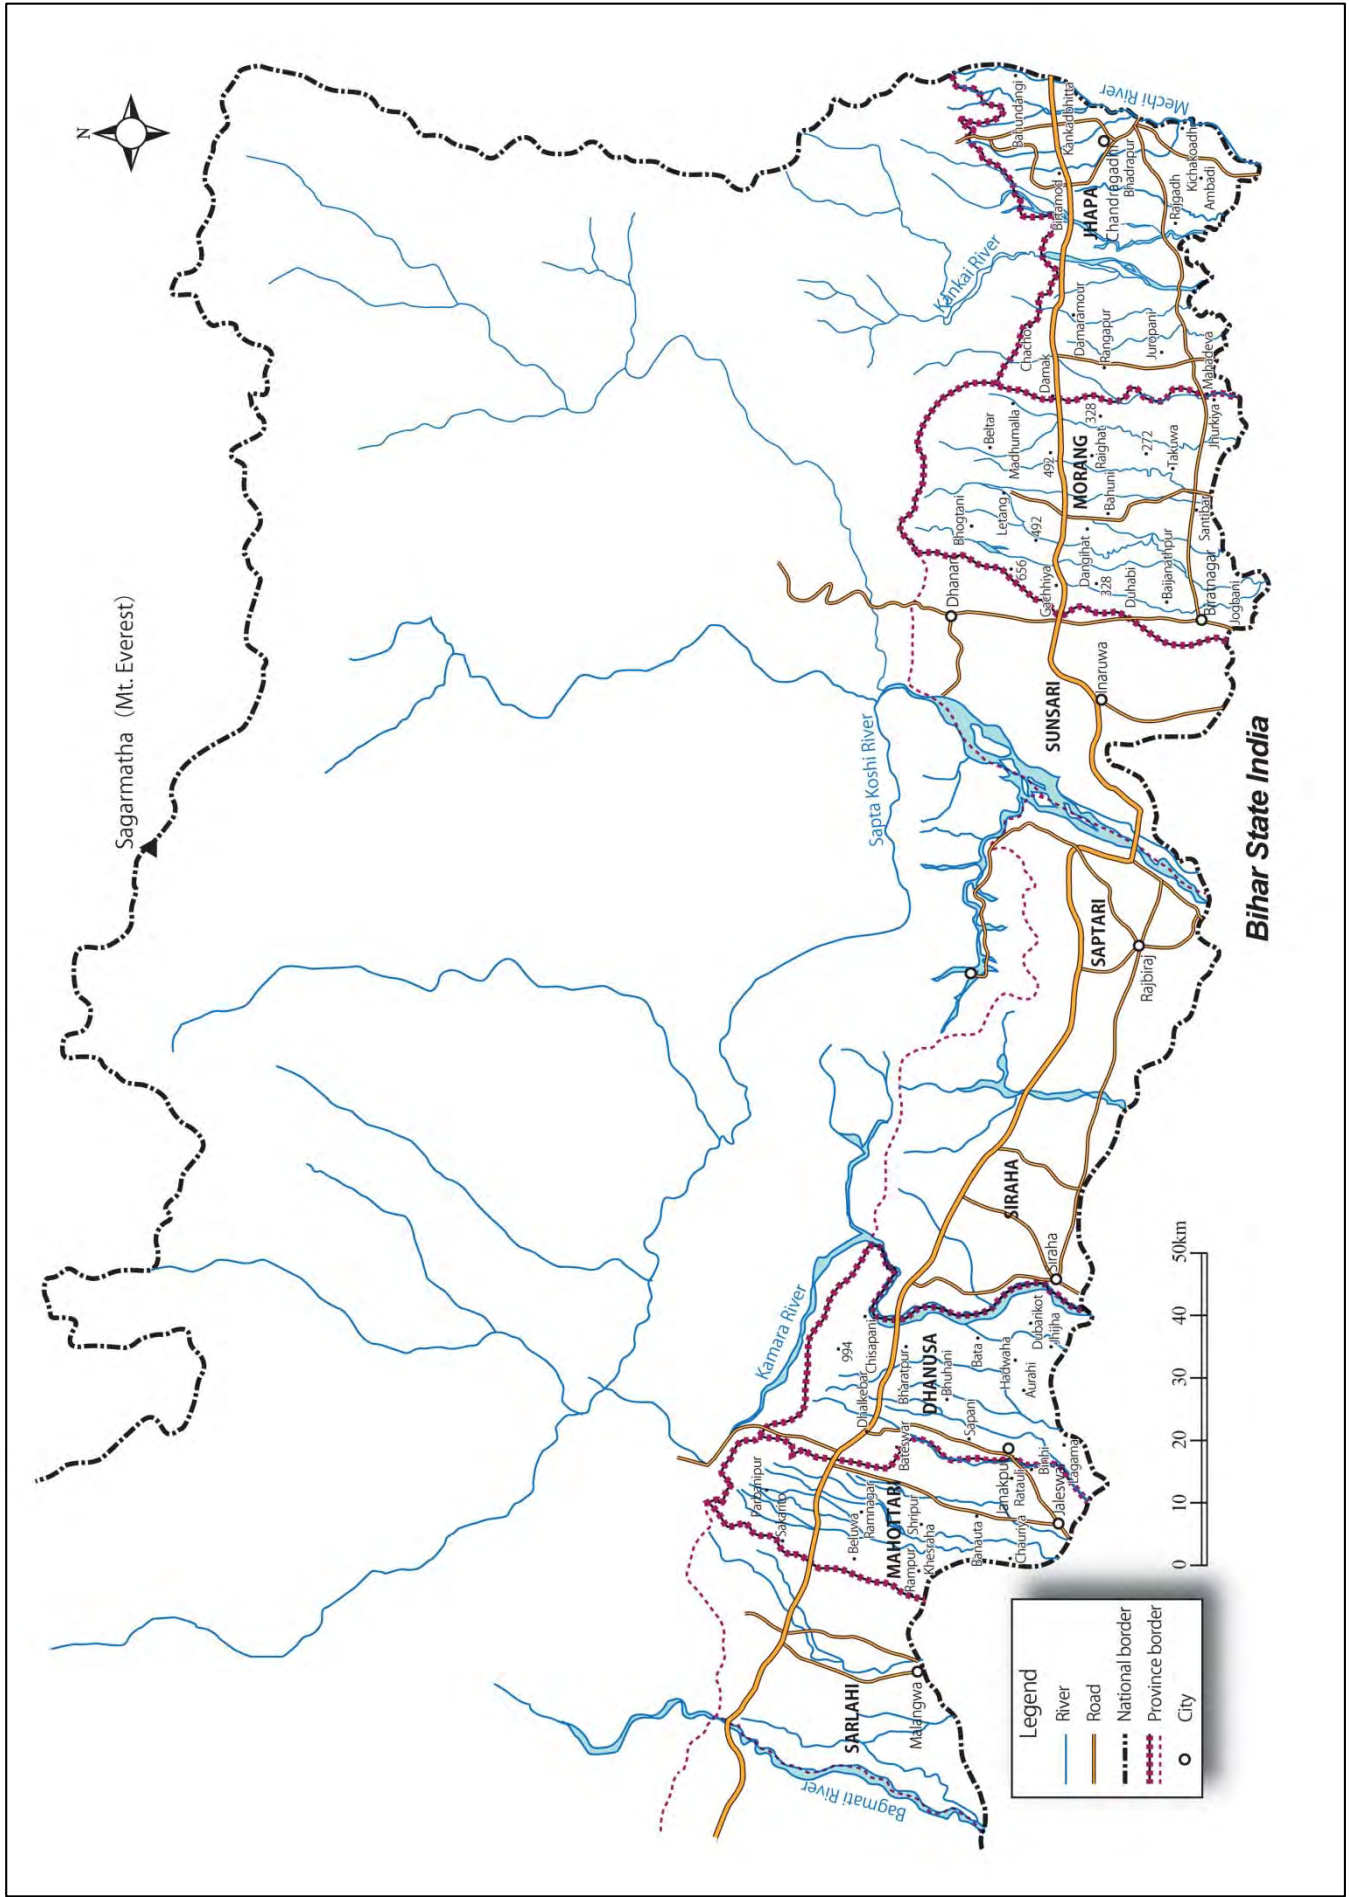 N
Sagarmatha (Mt. Everest)
Sapta Koshi River
Kankai River
Mechi River
Kamara River
Bagmati River
Bihar State India
JHAPA
Bahundangi
Kankadbhitta
Birtamod
Chandragadhi
Bhadrapur
Rajgadh
Kichakoadh
Ambadi
Chacho
Damak
Damaramour
Rangapur
Juropani
Mahadeva
MORANG
Beltar
Madhumalla
492
328
Raighat
272
Takuwa
Jhurkiya
Bhogtani
Letang
492
Bahuni
Santibar
656
Gachhiya
Dangihat
328
Duhabi
Baijanathpur
Biratnagar
Jogbani
Dhanan
SUNSARI
Inaruwa
SAPTARI
Rajbiraj
SIRAHA
Siraha
DHANUSA
994
Chisapani
Dhalkebar
Bharatpur
Bhuhani
Bata
Hadwaha
Aurahi
Dubarikot
Jhijha
Bateswar
Sapani
Janakpur
Ratauli
Binhi
Lagama
MAHOTTARI
Parbanipur
Sakarito
Beluwa
Ramnagari
Shripur
Rampur
Khesraha
Banauta
Chauriya
Jaleswar
SARLAHI
Malangwa
0 10 20 30 40 50km
Legend
River
Road
National border
Province border
City